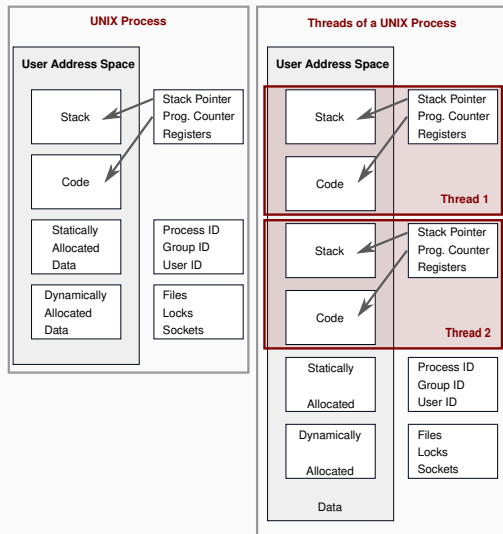 UNIX Process
User Address Space
Stack
Stack Pointer
Prog. Counter
Registers
Code
Statically
Allocated
Data
Process ID
Group ID
User ID
Dynamically
Allocated
Data
Files
Locks
Sockets
Threads of a UNIX Process
User Address Space
Stack
Stack Pointer
Prog. Counter
Registers
Code
Thread 1
Stack
Stack Pointer
Prog. Counter
Registers
Code
Thread 2
Statically
Allocated
Process ID
Group ID
User ID
Dynamically
Allocated
Files
Locks
Sockets
Data